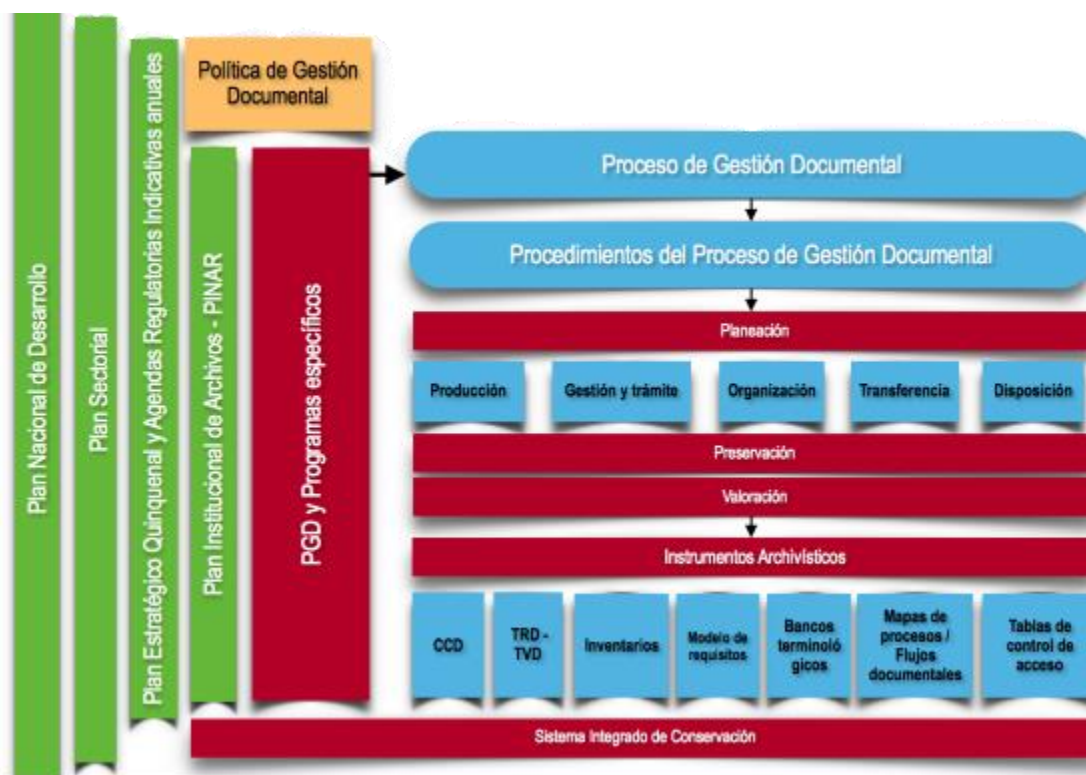 Plan Nacional de Desarrollo
Plan Sectorial
Plan Estratégico Quinquenal y Agendas Regulatorias Indicativas anuales
Política de Gestión
Documental
Plan Institucional de Archivos - PINAR
PGD y Programas específicos
Proceso de Gestión Documental
Procedimientos del Proceso de Gestión Documental
Planeación
Producción
Gestión y trámite
Organización
Transferencia
Disposición
Preservación
Valoración
Instrumentos Archivísticos
CCD
TRD -
TVD
Inventarios
Modelo de
requisitos
Bancos
terminoló
gicos
Mapas de
procesos /
Flujos
documentales
Tablas de
control de
acceso
Sistema Integrado de Conservación